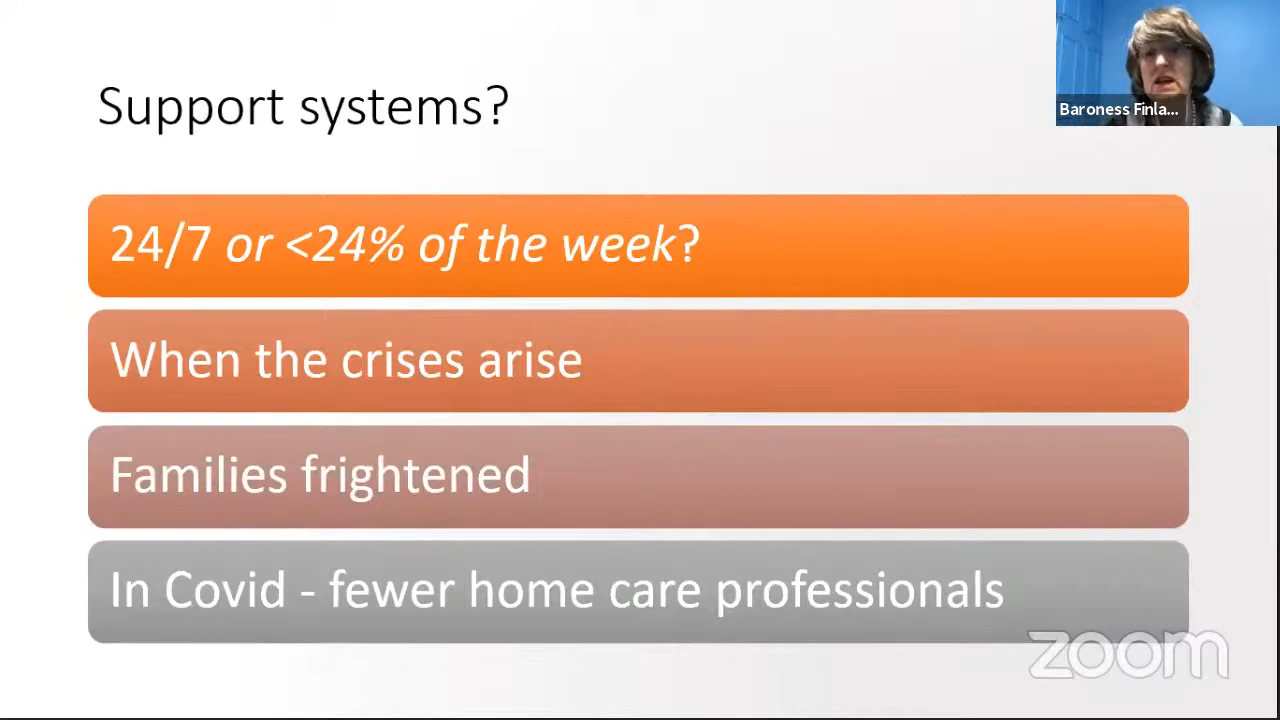 Support systems?
Baroness Finla...
24/7 or <24% of the week?
When the crises arise
Families frightened
In Covid - fewer home care professionals
zoom